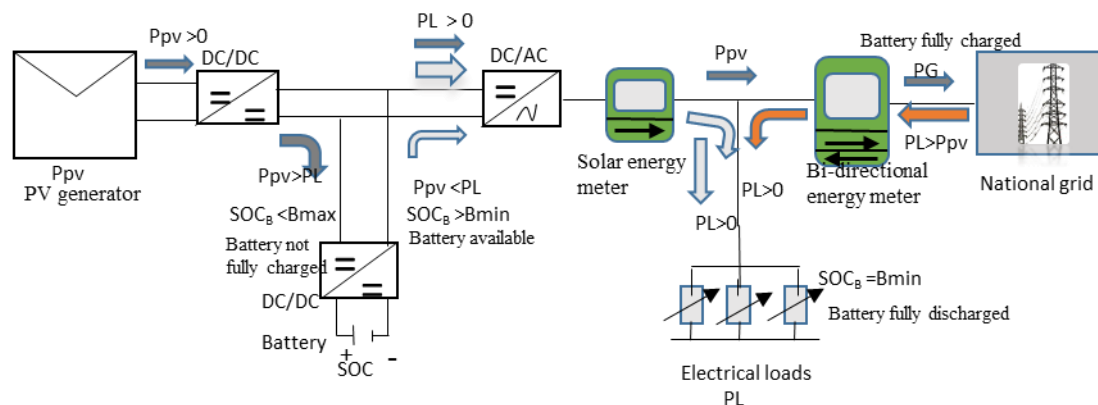 Ppv >0
DC/DC
PL > 0
DC/AC
Ppv
Battery fully charged
PG
PL>Ppv
Ppv
PV generator
Ppv>PL
Ppv <PL
SOCB <Bmax
SOCB >Bmin
Battery not
fully charged
Battery available
DC/DC
Battery
+
-
SOC
Solar energy
meter
PL>0
PL>0
Bi-directional
energy meter
National grid
SOCB =Bmin
Battery fully discharged
Electrical loads
PL